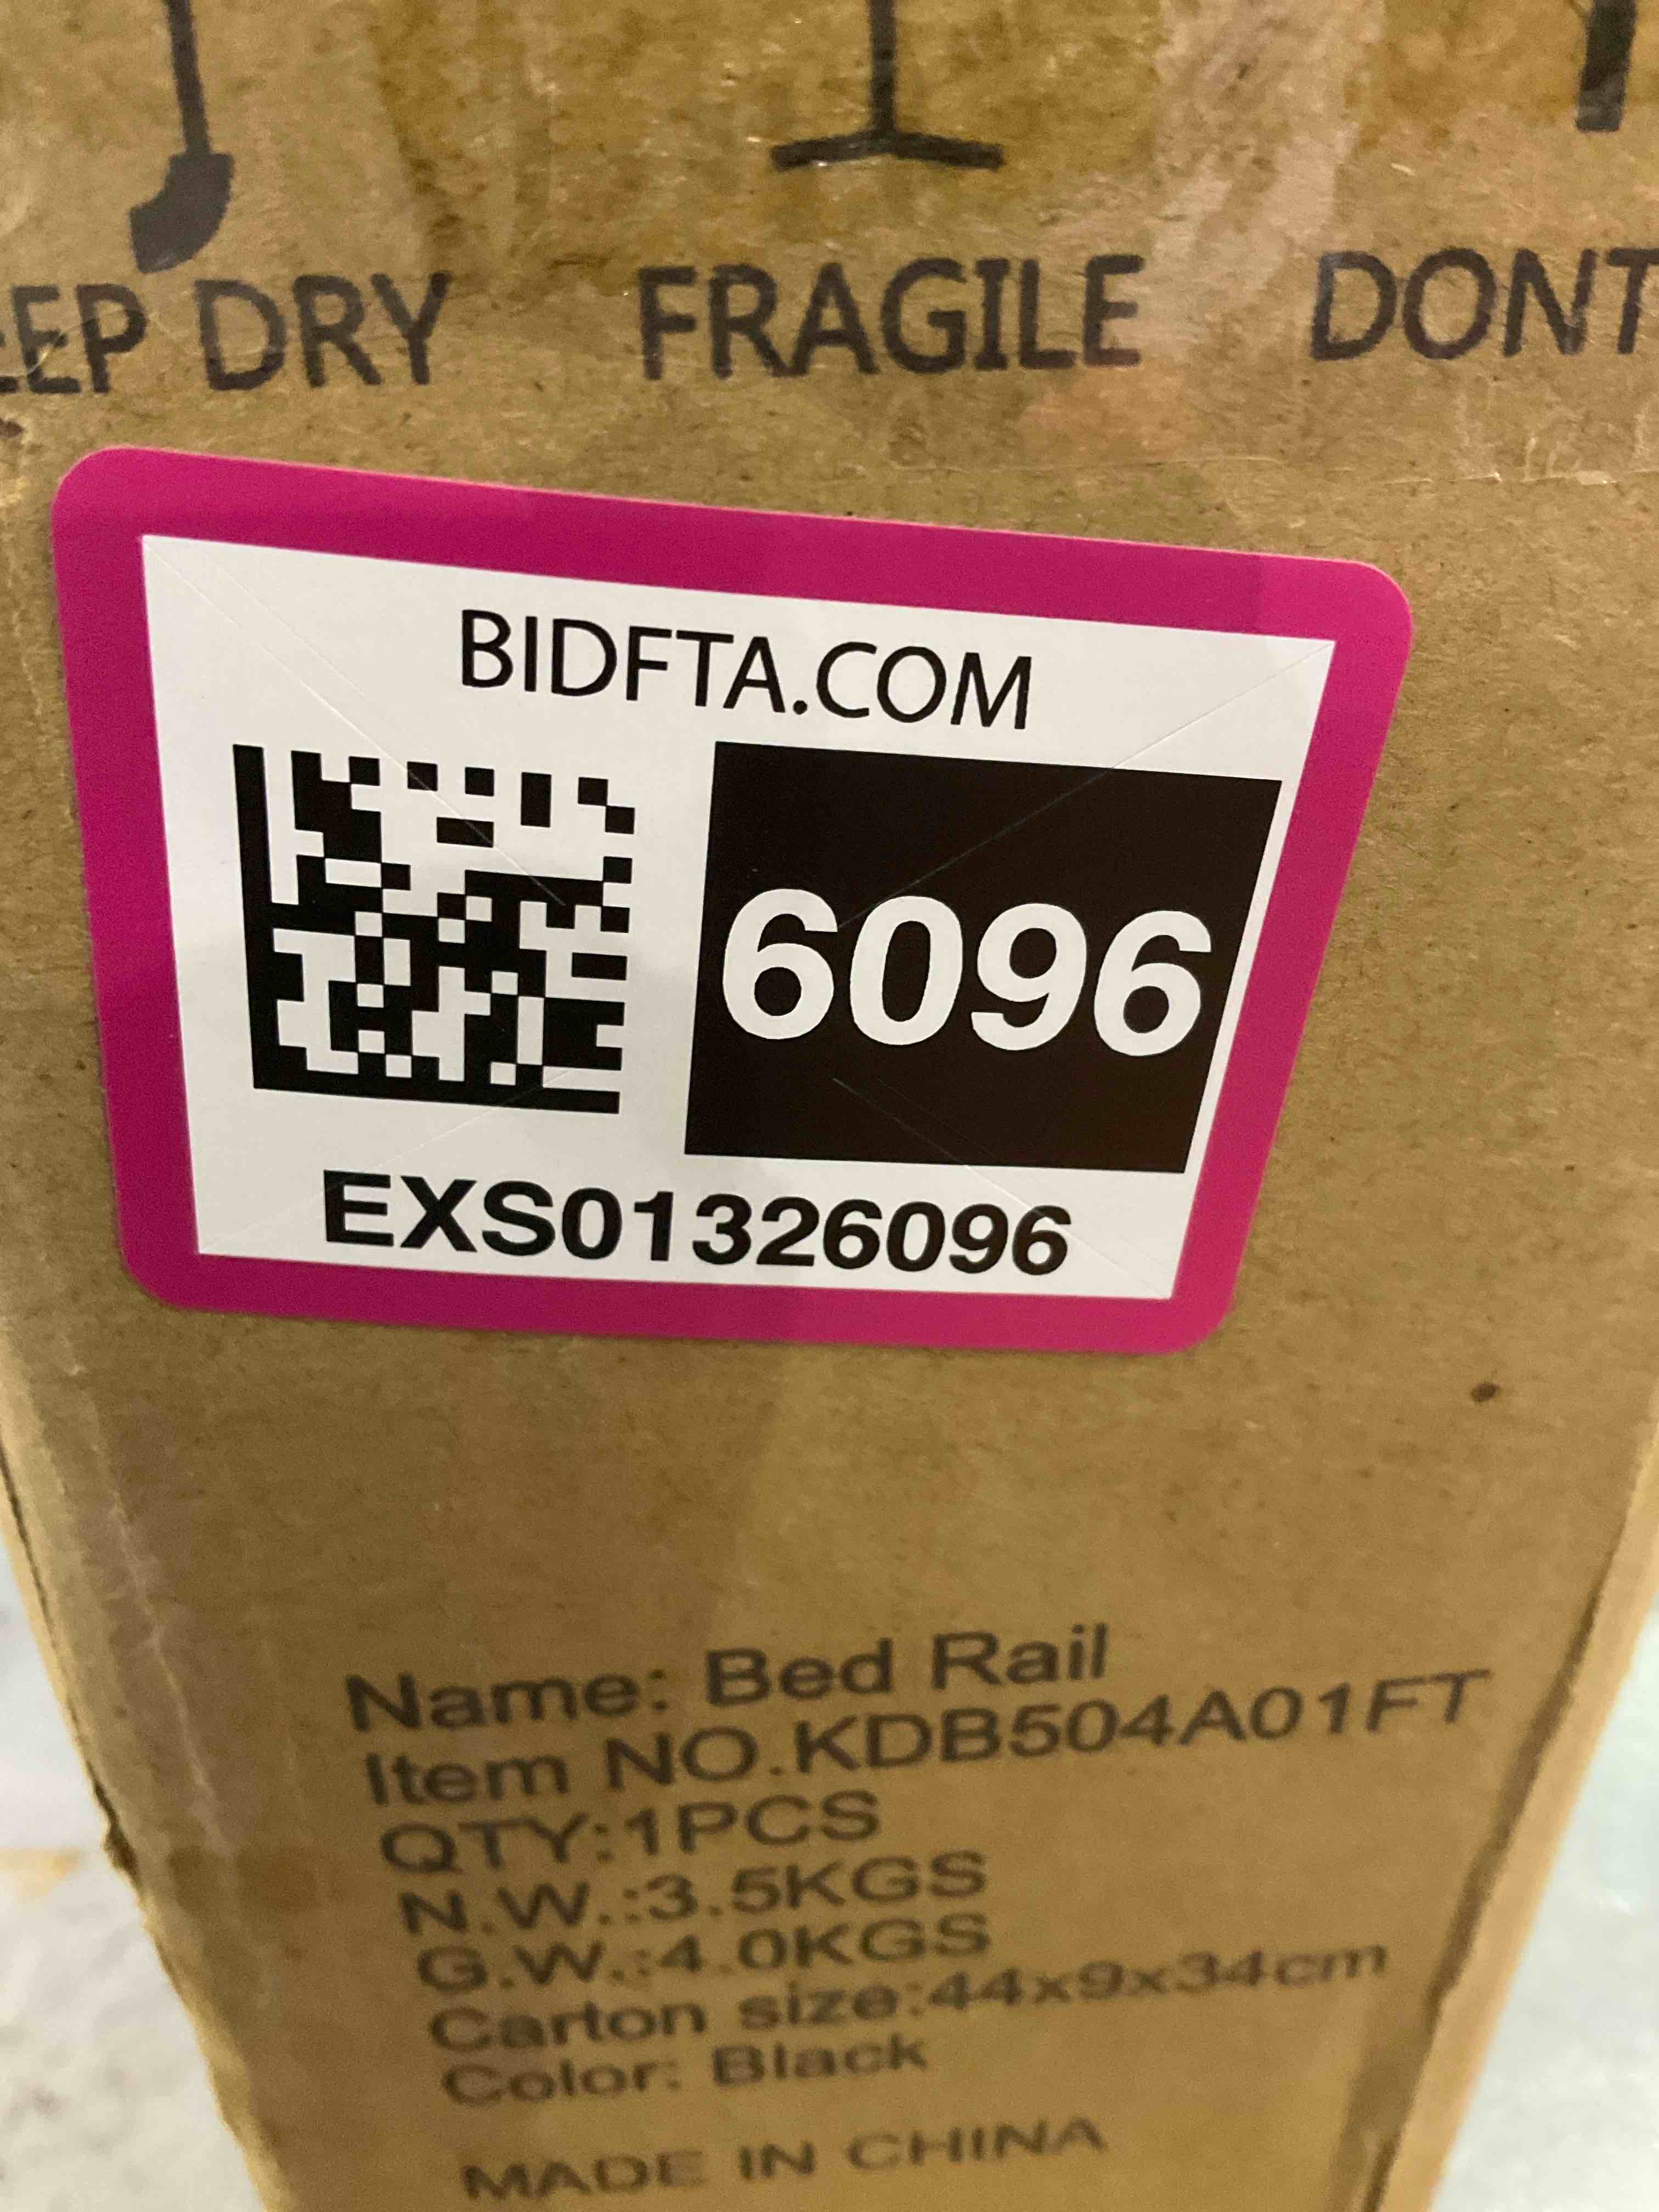 EEP DRY FRAGILE DONT
BIDFTA.COM
6096
EXS01326096
Name: Bed Rail
Item NO.KDB504A01FT
QTY:1PCS
N.W.:3.5KGS
G.W.:4.0KGS
Carton size:44x9x34cm
Color: Black
MADE IN CHINA